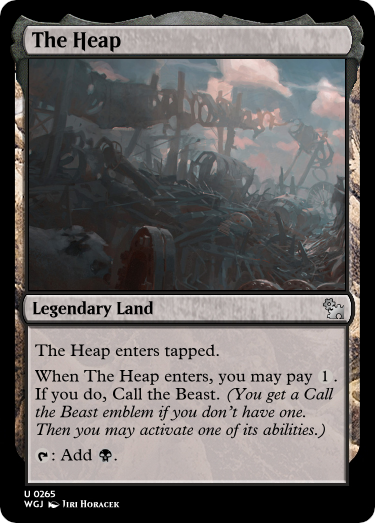 The Heap
Legendary Land
The Heap enters tapped.
When The Heap enters, you may pay 1.
If you do, Call the Beast. (You get a Call
the Beast emblem if you don't have one.
Then you may activate one of its abilities.)
: Add .
U 0265
WGJ Jiri Horacek